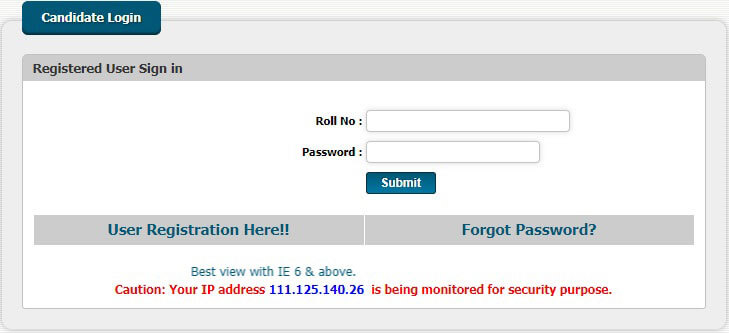 Candidate Login
Registered User Sign in
Roll No :
Password :
Submit
User Registration Here!! Forgot Password?
Best view with IE 6 & above.
Caution: Your IP address 111.125.140.26 is being monitored for security purpose.